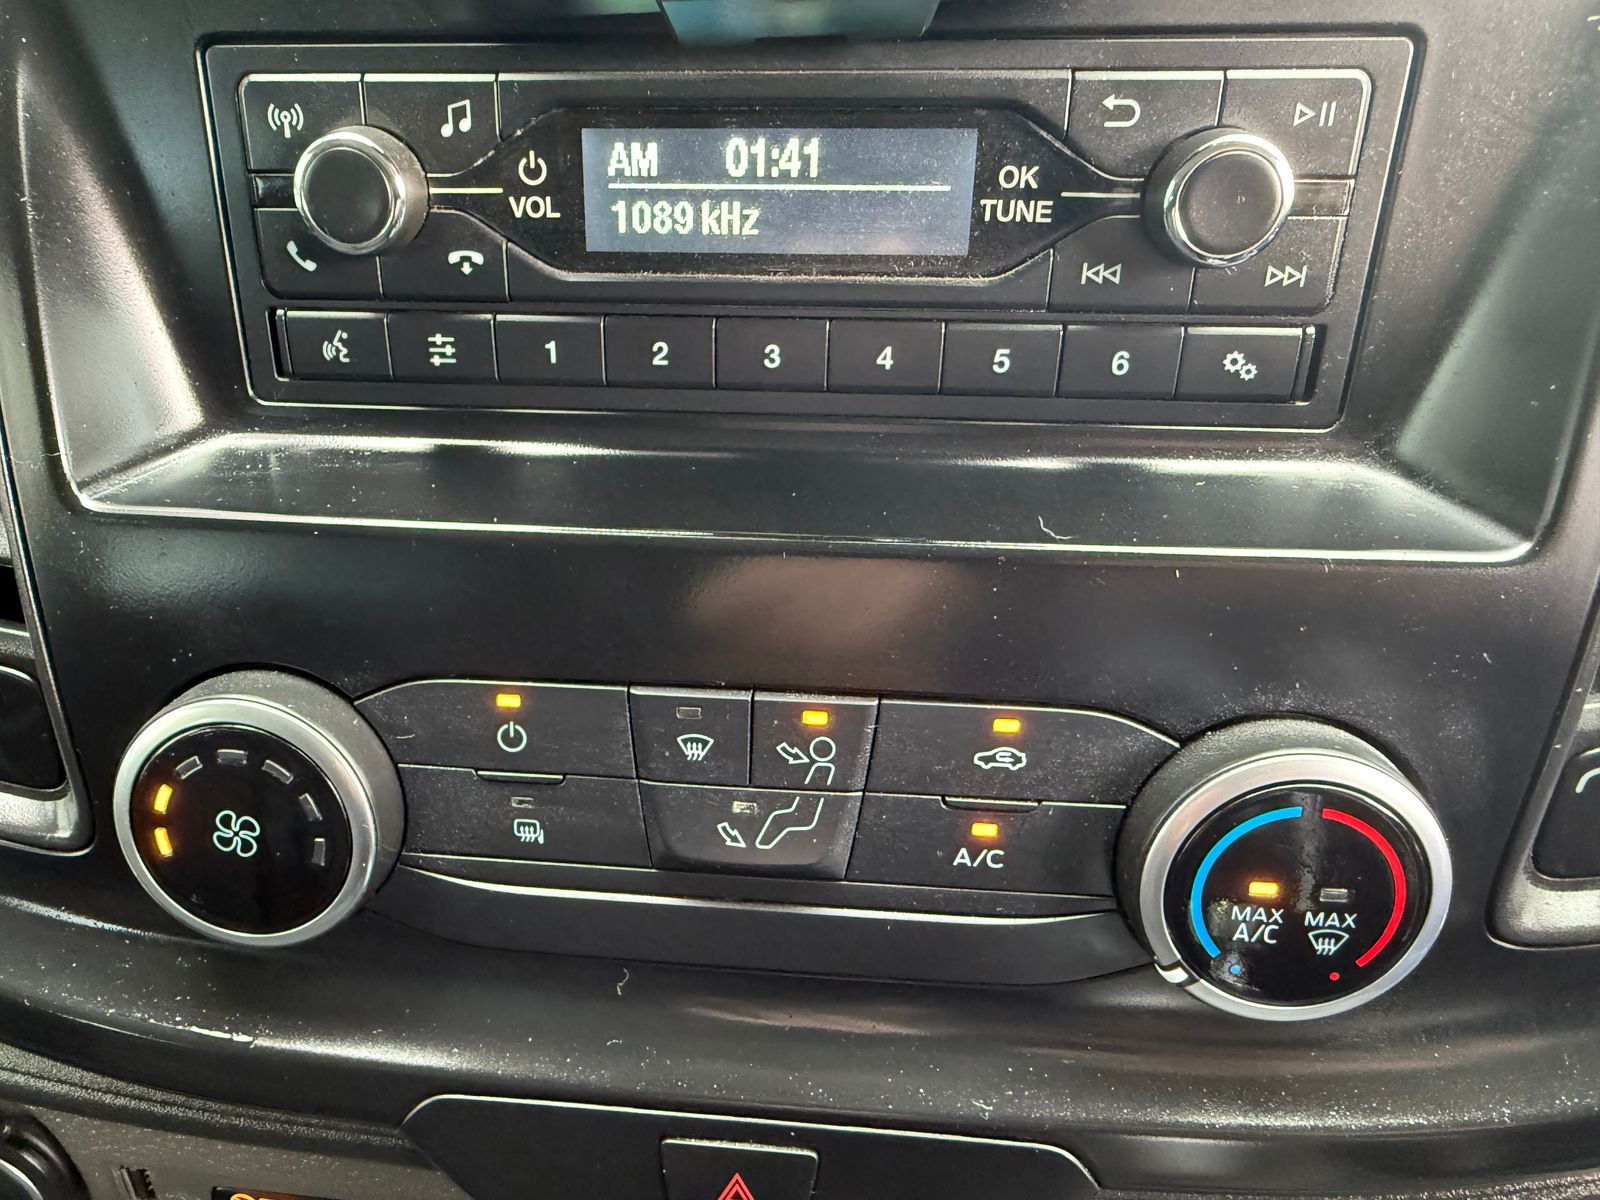 AM 01:41
1089 kHz
VOL
OK
TUNE
1
2
3
4
5
6
A/C
MAX
A/C
MAX